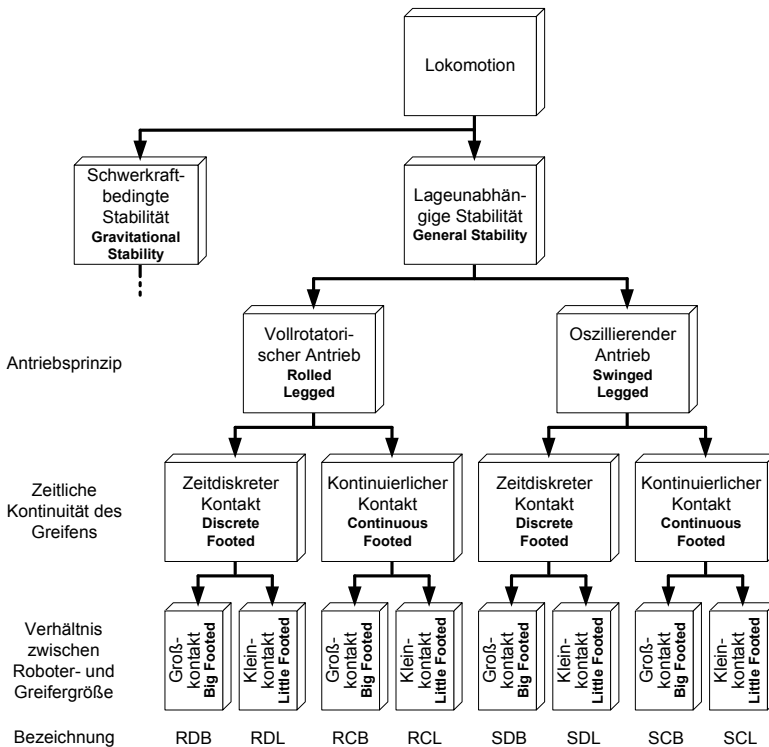 Lokomotion
Schwerkraft-
bedingte
Stabilität
Gravitational
Stability
Lageunabhän-
gige Stabilität
General Stability
Antriebsprinzip
Vollrotatori-
scher Antrieb
Rolled
Legged
Oszillierender
Antrieb
Swinged
Legged
Zeitliche
Kontinuität des
Greifens
Zeitdiskreter
Kontakt
Discrete
Footed
Kontinuierlicher
Kontakt
Continuous
Footed
Zeitdiskreter
Kontakt
Discrete
Footed
Kontinuierlicher
Kontakt
Continuous
Footed
Verhältnis
zwischen
Roboter- und
Greifergröße
Groß-
kontakt
Big Footed
Klein-
kontakt
Little Footed
Groß-
kontakt
Big Footed
Klein-
kontakt
Little Footed
Groß-
kontakt
Big Footed
Klein-
kontakt
Little Footed
Groß-
kontakt
Big Footed
Klein-
kontakt
Little Footed
Bezeichnung RDB RDL RCB RCL SDB SDL SCB SCL